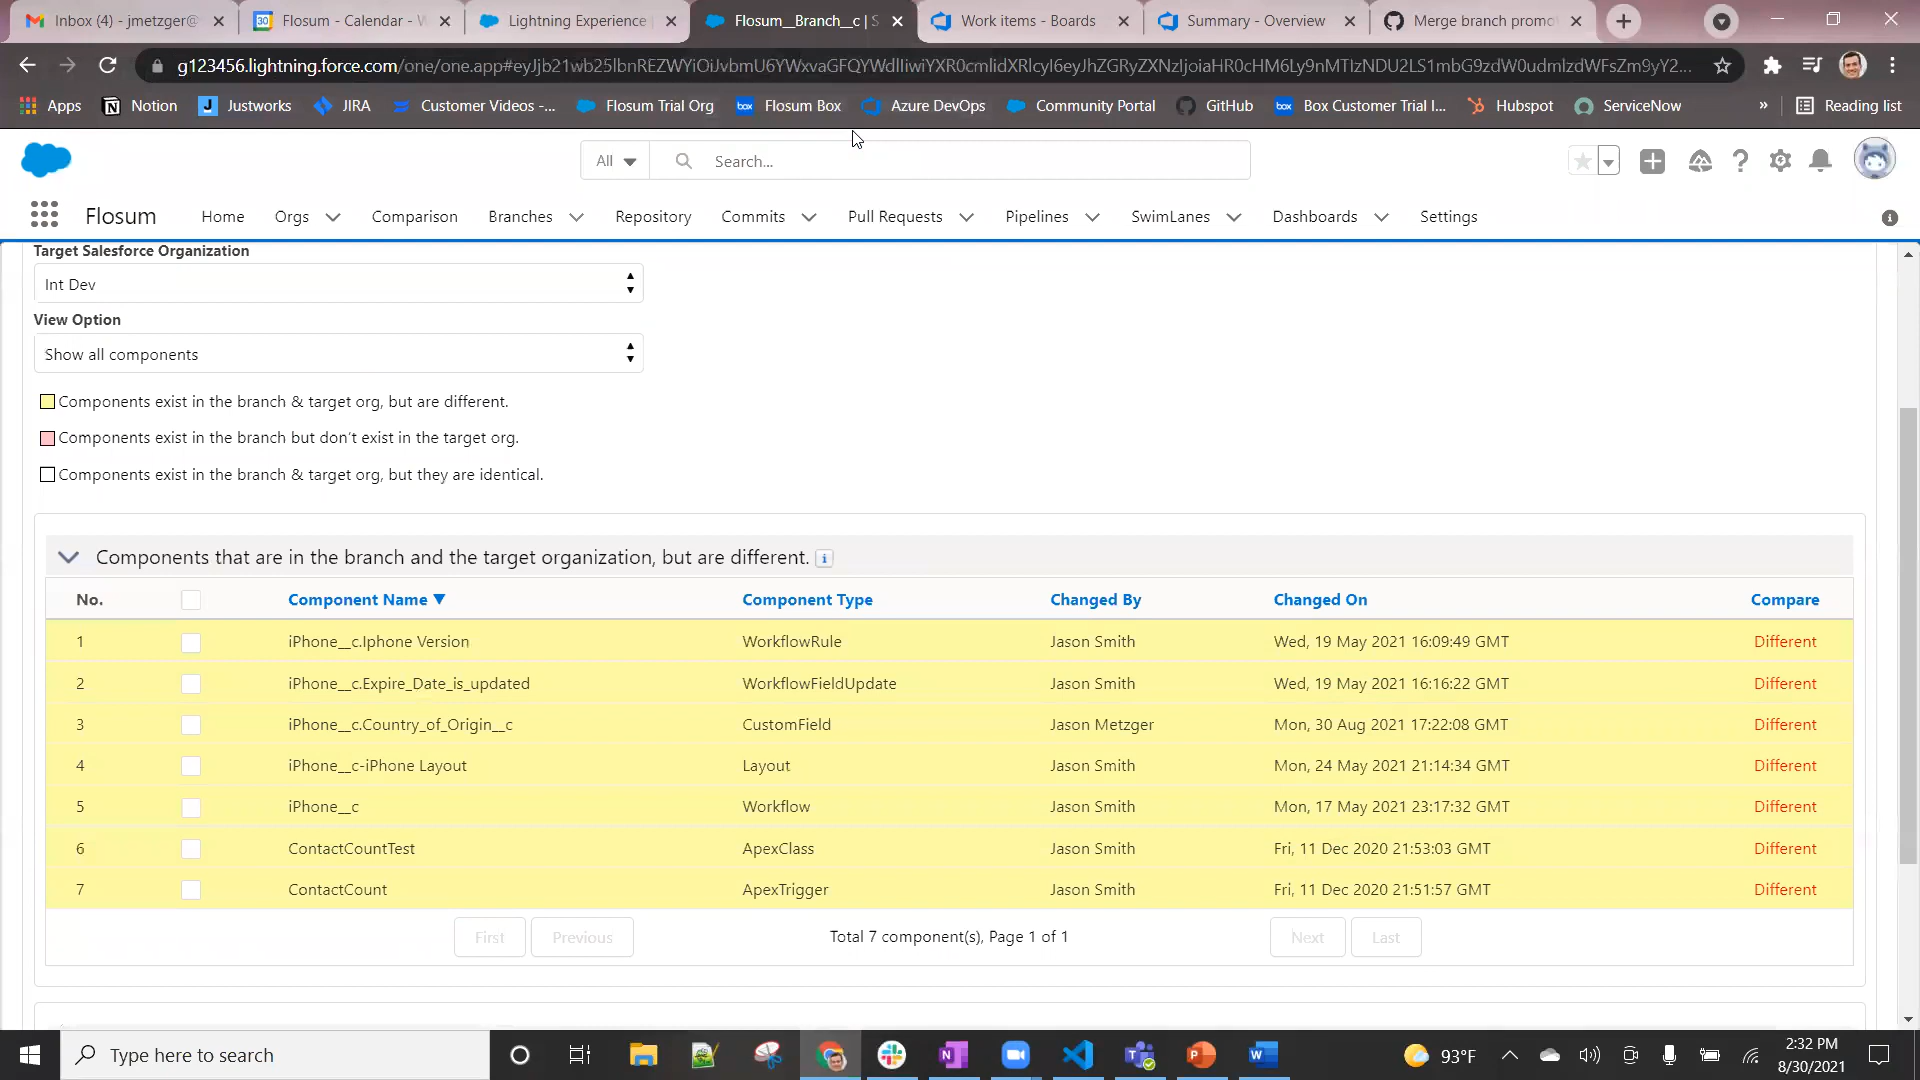 Inbox (4) - jmetzger@
Flosum - Calendar - W
Lightning Experience
Flosum__Branch__c | S
Work items - Boards
Summary - Overview
Merge branch promo
Apps
Notion
Justworks
JIRA
Customer Videos -...
Flosum Trial Org
Flosum Box
Azure DevOps
Community Portal
GitHub
Box Customer Trial I...
Hubspot
ServiceNow
»
Reading list
All
Search...
Flosum
Home
Orgs
Comparison
Branches
Repository
Commits
Pull Requests
Pipelines
SwimLanes
Dashboards
Settings
Target Salesforce Organization
Int Dev
View Option
Show all components
Components exist in the branch & target org, but are different.
Components exist in the branch but don't exist in the target org.
Components exist in the branch & target org, but they are identical.
Components that are in the branch and the target organization, but are different.
No. Component Name ▼ Component Type Changed By Changed On Compare
1 iPhone__c.Iphone Version WorkflowRule Jason Smith Wed, 19 May 2021 16:09:49 GMT Different
2 iPhone__c.Expire_Date_is_updated WorkflowFieldUpdate Jason Smith Wed, 19 May 2021 16:16:22 GMT Different
3 iPhone__c.Country_of_Origin__c CustomField Jason Metzger Mon, 30 Aug 2021 17:22:08 GMT Different
4 iPhone__c-iPhone Layout Layout Jason Smith Mon, 24 May 2021 21:14:34 GMT Different
5 iPhone__c Workflow Jason Smith Mon, 17 May 2021 23:17:32 GMT Different
6 ContactCountTest ApexClass Jason Smith Fri, 11 Dec 2020 21:53:03 GMT Different
7 ContactCount ApexTrigger Jason Smith Fri, 11 Dec 2020 21:51:57 GMT Different
First
Previous
Total 7 component(s), Page 1 of 1
Next
Last
Type here to search
93°F
2:32 PM
8/30/2021